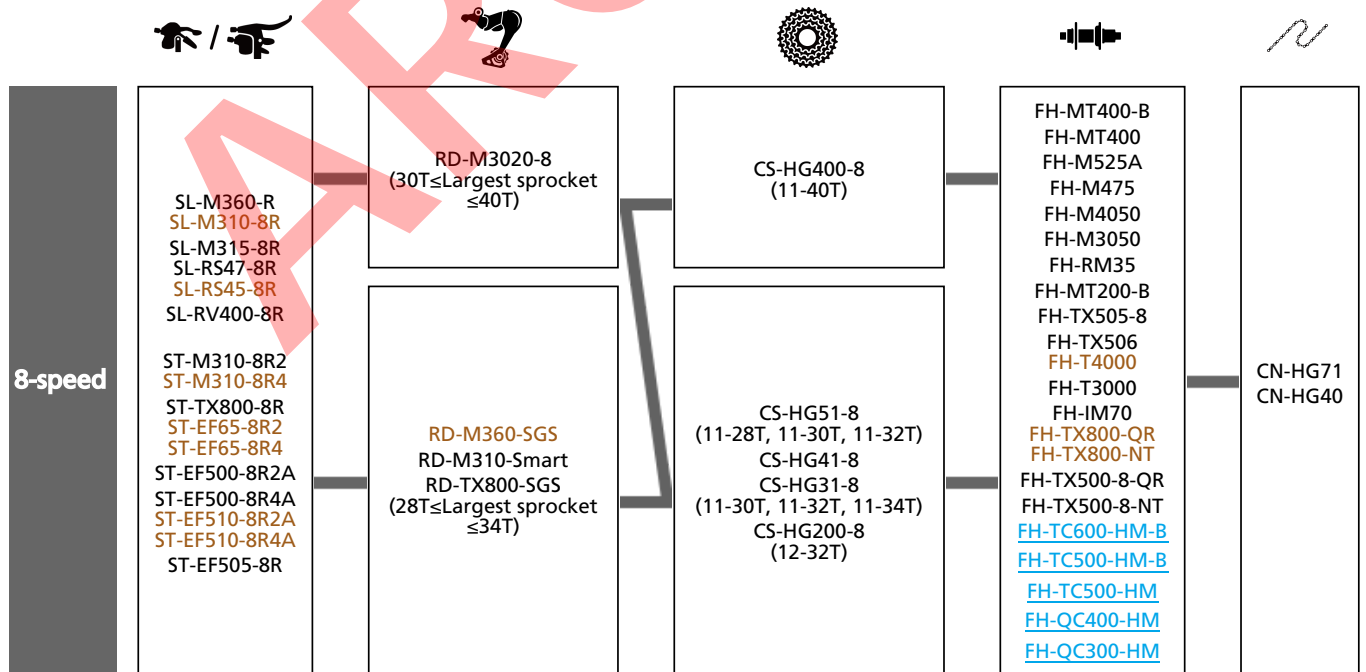 8-speed
SL-M360-R
SL-M310-8R
SL-M315-8R
SL-RS47-8R
SL-RS45-8R
SL-RV400-8R
ST-M310-8R2
ST-M310-8R4
ST-TX800-8R
ST-EF65-8R2
ST-EF65-8R4
ST-EF500-8R2A
ST-EF500-8R4A
ST-EF510-8R2A
ST-EF510-8R4A
ST-EF505-8R
RD-M3020-8
(30T≤Largest sprocket
≤40T)
RD-M360-SGS
RD-M310-Smart
RD-TX800-SGS
(28T≤Largest sprocket
≤34T)
CS-HG400-8
(11-40T)
CS-HG51-8
(11-28T, 11-30T, 11-32T)
CS-HG41-8
CS-HG31-8
(11-30T, 11-32T, 11-34T)
CS-HG200-8
(12-32T)
FH-MT400-B
FH-MT400
FH-M525A
FH-M475
FH-M4050
FH-M3050
FH-RM35
FH-MT200-B
FH-TX505-8
FH-TX506
FH-T4000
FH-T3000
FH-IM70
FH-TX800-QR
FH-TX800-NT
FH-TX500-8-QR
FH-TX500-8-NT
FH-TC600-HM-B
FH-TC500-HM-B
FH-TC500-HM
FH-QC400-HM
FH-QC300-HM
CN-HG71
CN-HG40